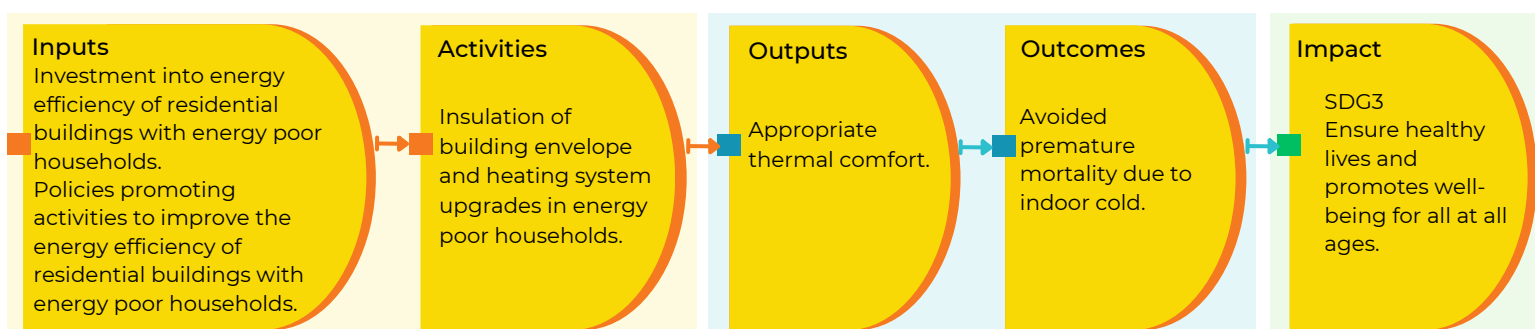 Inputs
Investment into energy
efficiency of residential
buildings with energy poor
households.
Policies promoting
activities to improve the
energy efficiency of
residential buildings with
energy poor households.
Activities
Insulation of
building envelope
and heating system
upgrades in energy
poor households.
Outputs
Appropriate
thermal comfort.
Outcomes
Avoided
premature
mortality due to
indoor cold.
Impact
SDG3
Ensure healthy
lives and
promotes well-
being for all at all
ages.